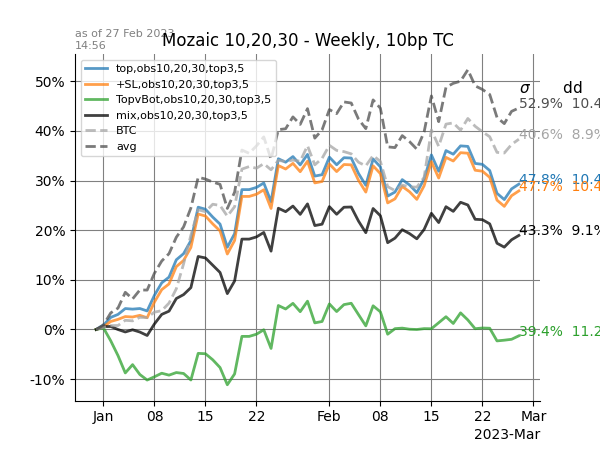 as of 27 Feb 2023
14:56
Mozaic 10,20,30 - Weekly, 10bp TC
top,obs10,20,30,top3,5
+SL,obs10,20,30,top3,5
TopvBot,obs10,20,30,top3,5
mix,obs10,20,30,top3,5
BTC
avg
σ dd
52.9% 10.4
40.6% 8.9%
47.8% 10.4
47.7% 10.4
43.3% 9.1%
39.4% 11.2
50%
40%
30%
20%
10%
0%
-10%
Jan 08 15 22 Feb 08 15 22 Mar
2023-Mar